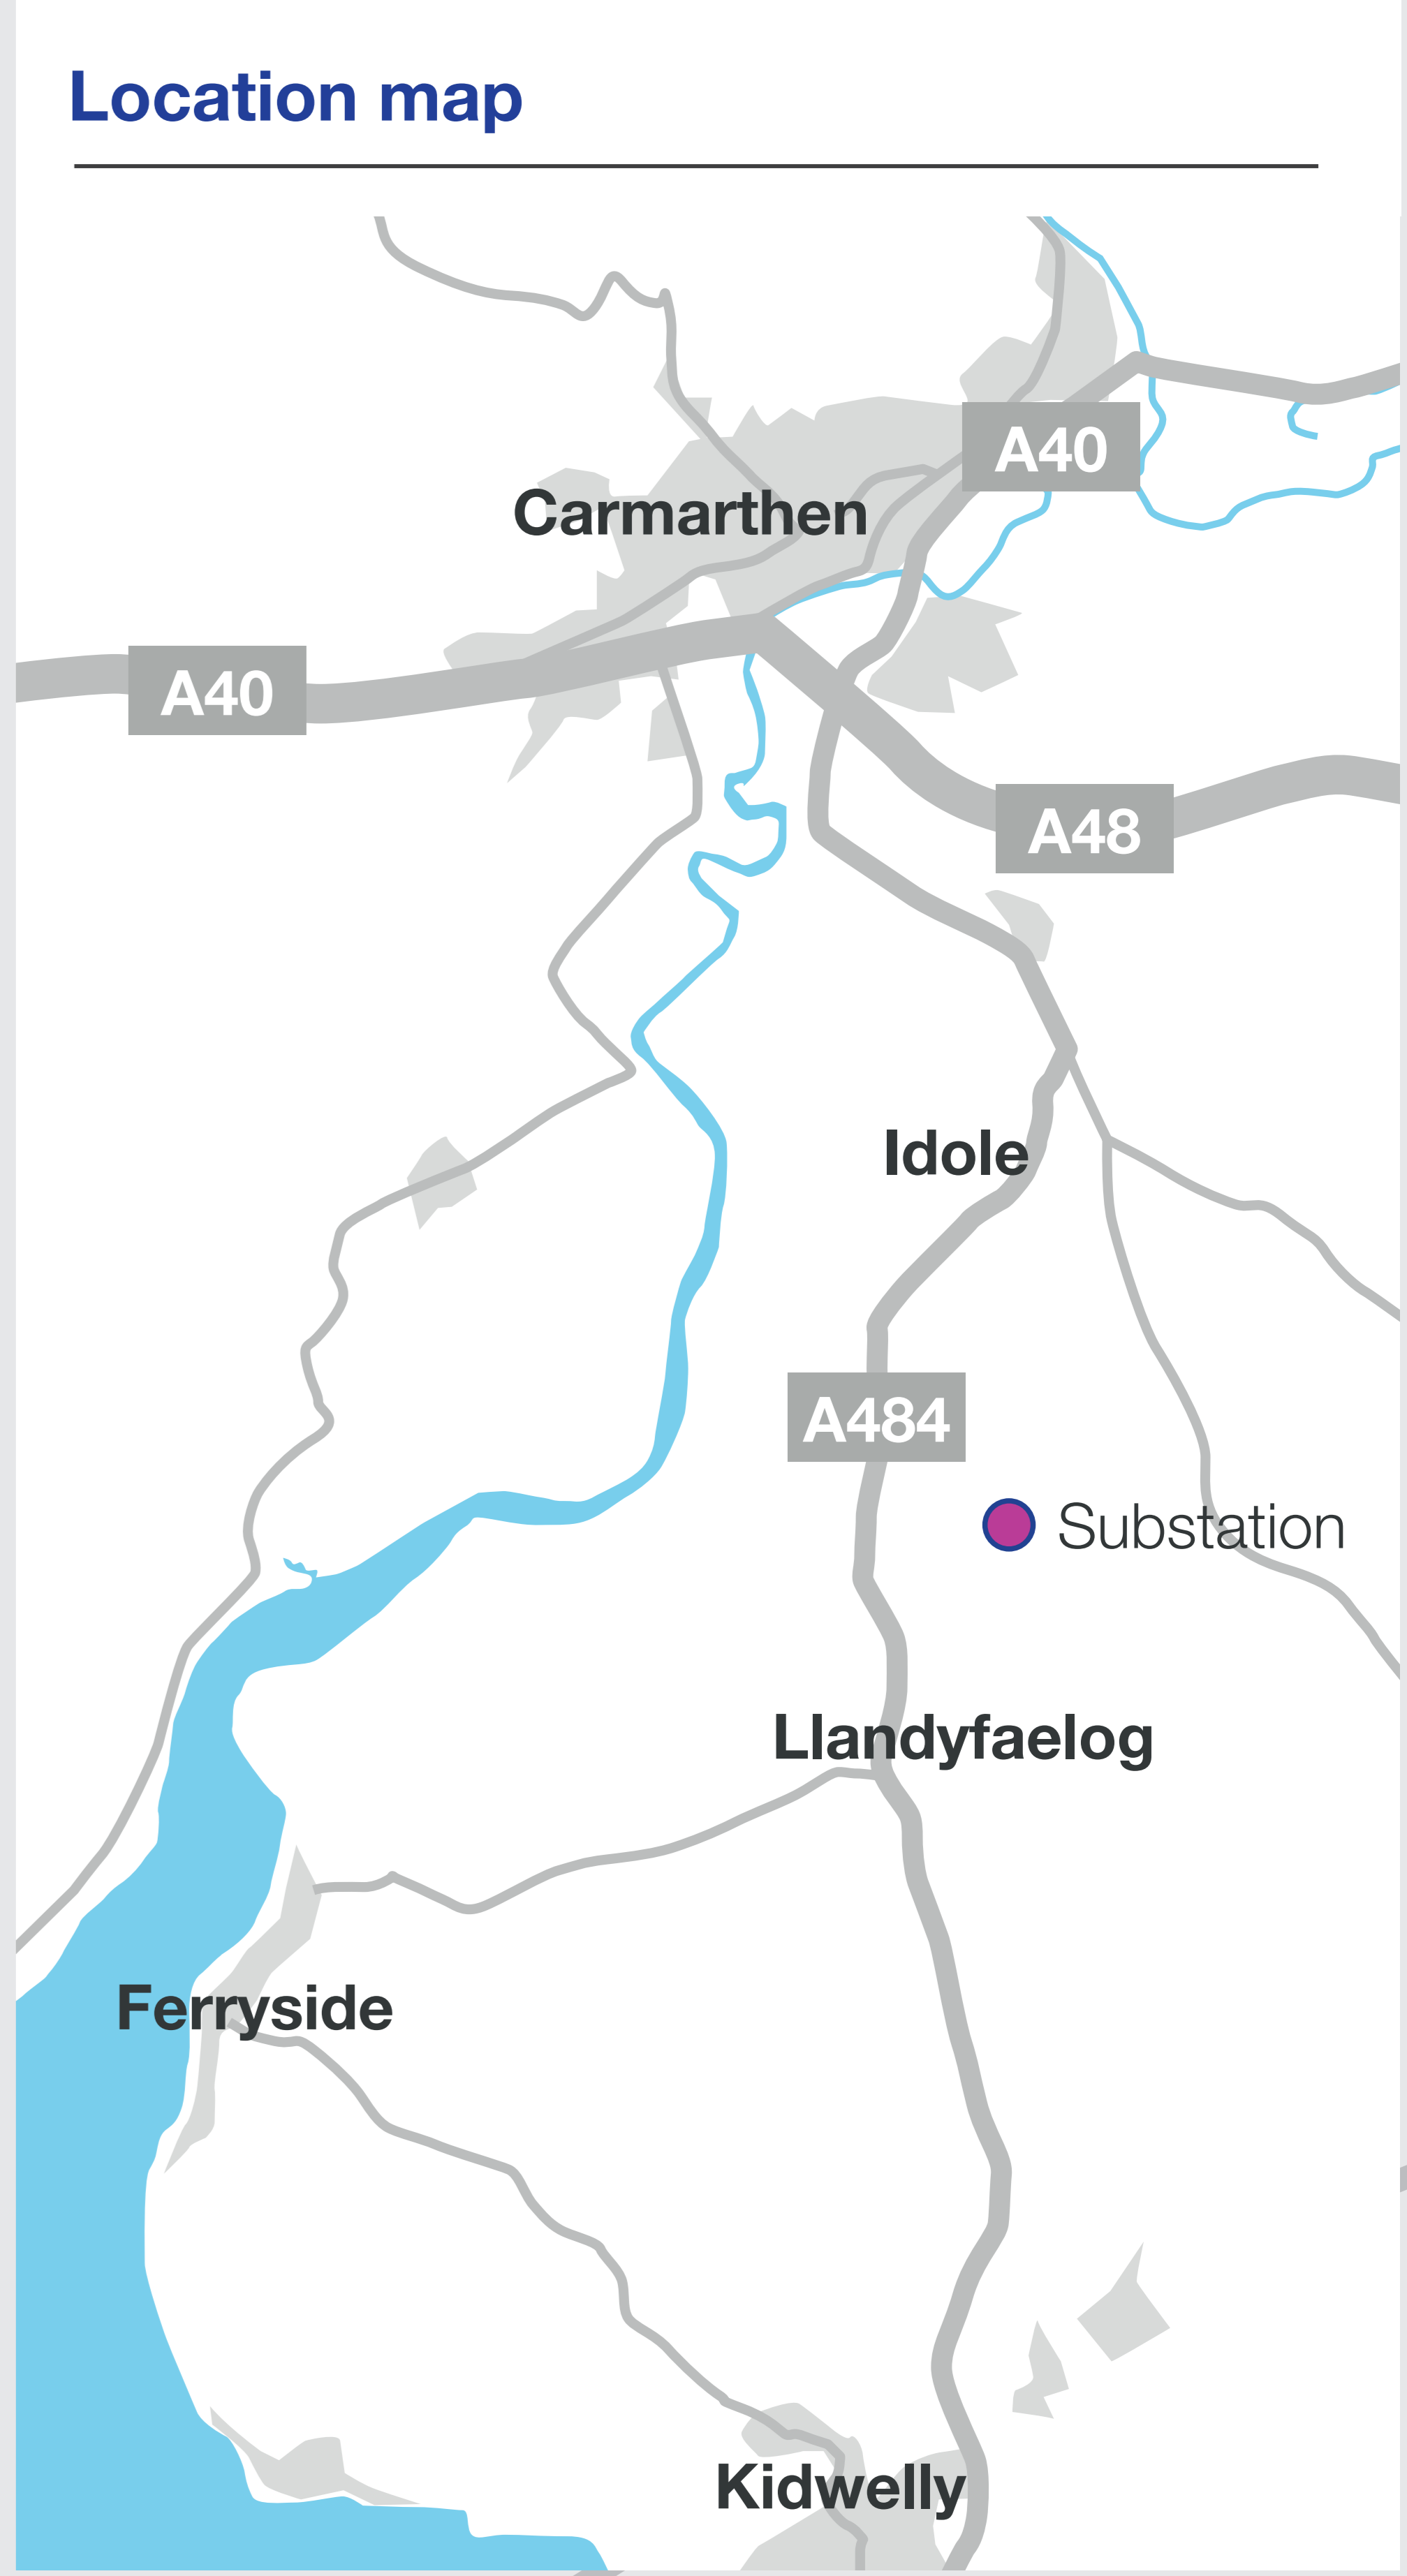 Location map
A40
Carmarthen
A40
A48
Idole
A484
Substation
Llandyfaelog
Ferryside
Kidwelly